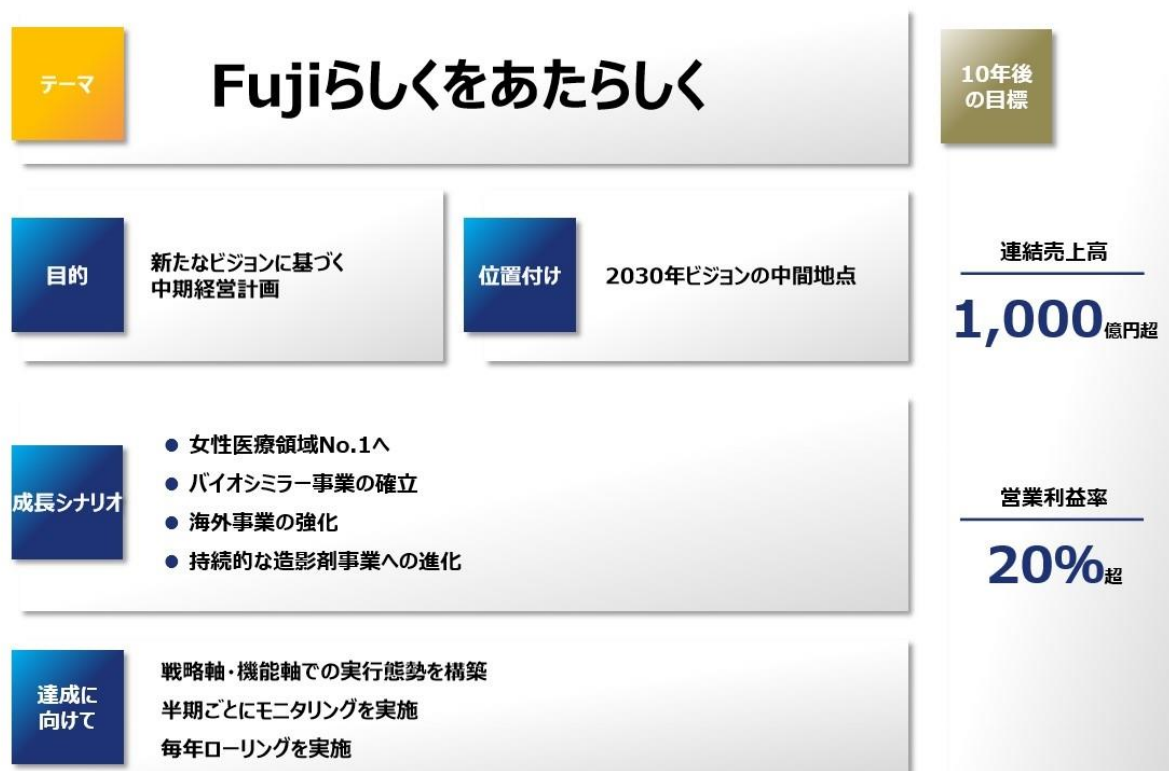 テーマ
Fujiらしくをあたらしく
目的
新たなビジョンに基づく
中期経営計画
位置付け
2030年ビジョンの中間地点
成長シナリオ
● 女性医療領域No.1へ
● バイオシミラー事業の確立
● 海外事業の強化
● 持続的な造影剤事業への進化
達成に
向けて
戦略軸・機能軸での実行態勢を構築
半期ごとにモニタリングを実施
毎年ローリングを実施
10年後
の目標
連結売上高
1,000億円超
営業利益率
20%超